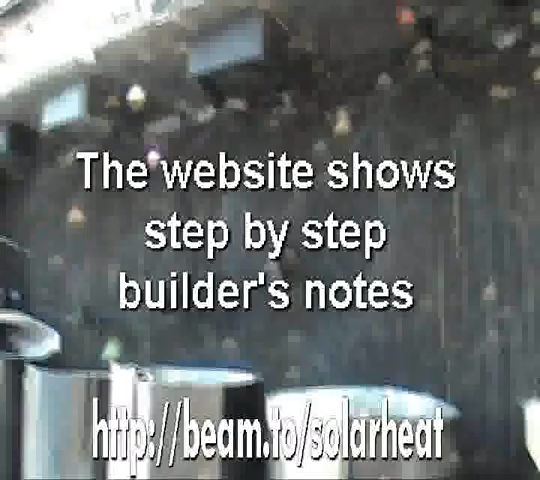 The website shows
step by step
builder's notes
http://beam.to/solarheat